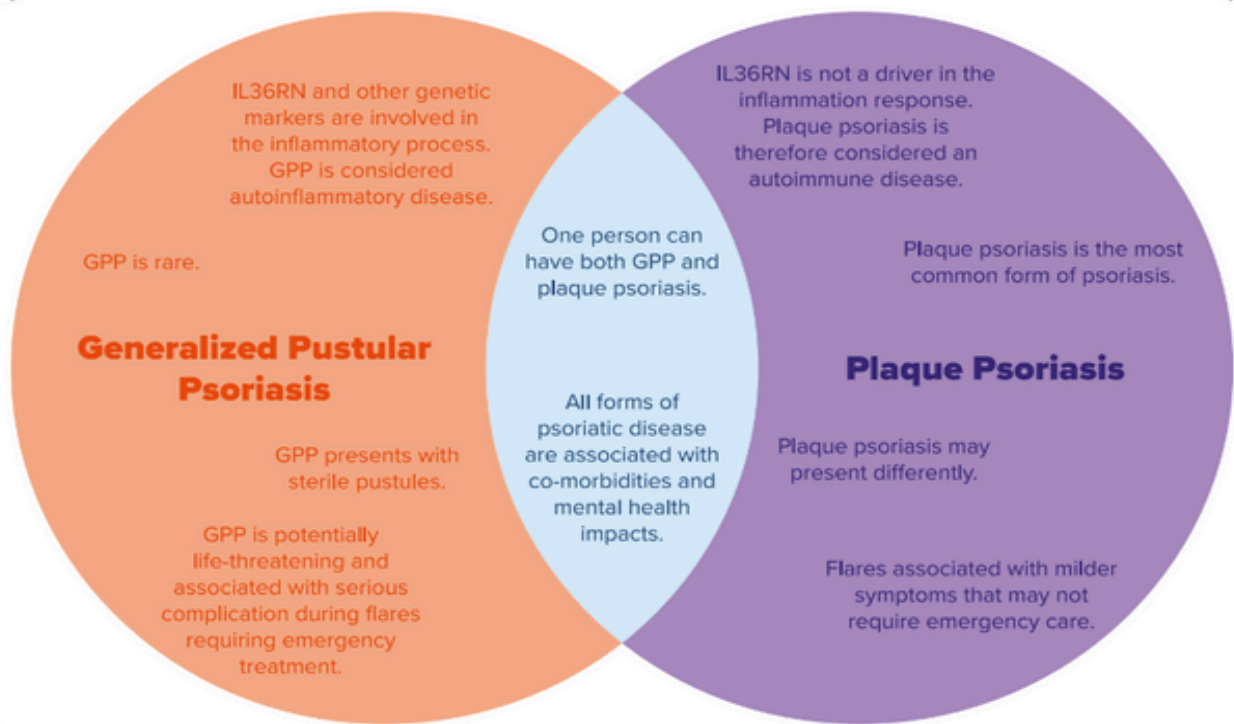 IL36RN and other genetic
markers are involved in
the inflammatory process.
GPP is considered
autoinflammatory disease.
GPP is rare.
Generalized Pustular
Psoriasis
GPP presents with
sterile pustules.
GPP is potentially
life-threatening and
associated with serious
complication during flares
requiring emergency
treatment.
One person can
have both GPP and
plaque psoriasis.
All forms of
psoriatic disease
are associated with
co-morbidities and
mental health
impacts.
IL36RN is not a driver in the
inflammation response.
Plaque psoriasis is
therefore considered an
autoimmune disease.
Plaque psoriasis is the most
common form of psoriasis.
Plaque Psoriasis
Plaque psoriasis may
present differently.
Flares associated with milder
symptoms that may not
require emergency care.